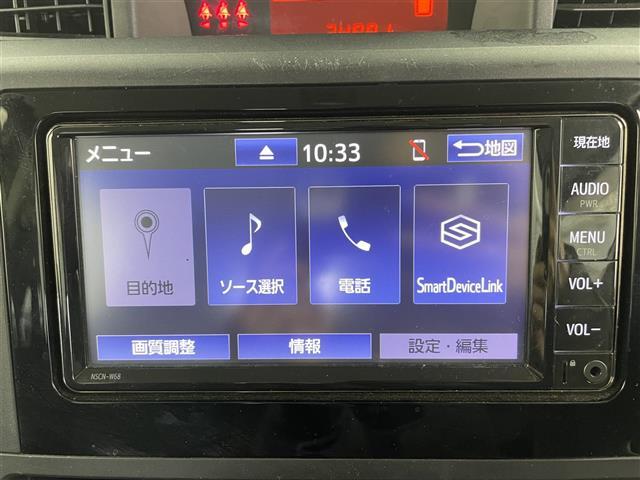 メニュー
10:33
地図
目的地
ソース選択
電話
SmartDeviceLink
画質調整
情報
設定・編集
NSCN-W68
現在地
AUDIO
PWR
MENU
CTRL
VOL+
VOL−